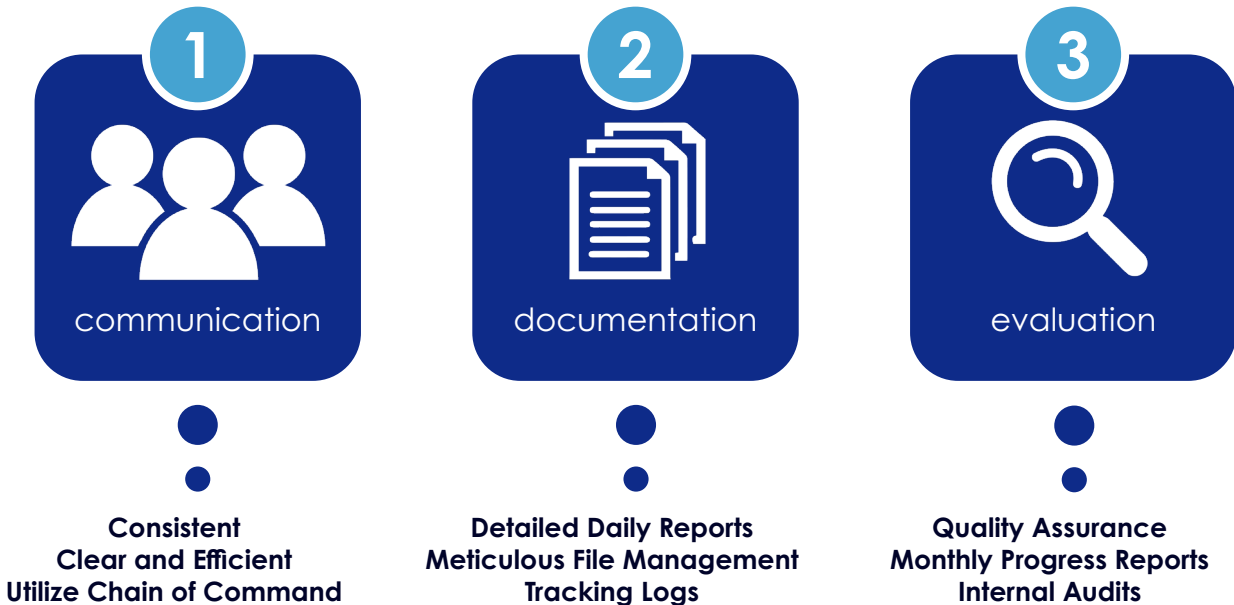 1
communication
Consistent
Clear and Efficient
Utilize Chain of Command
2
documentation
Detailed Daily Reports
Meticulous File Management
Tracking Logs
3
evaluation
Quality Assurance
Monthly Progress Reports
Internal Audits